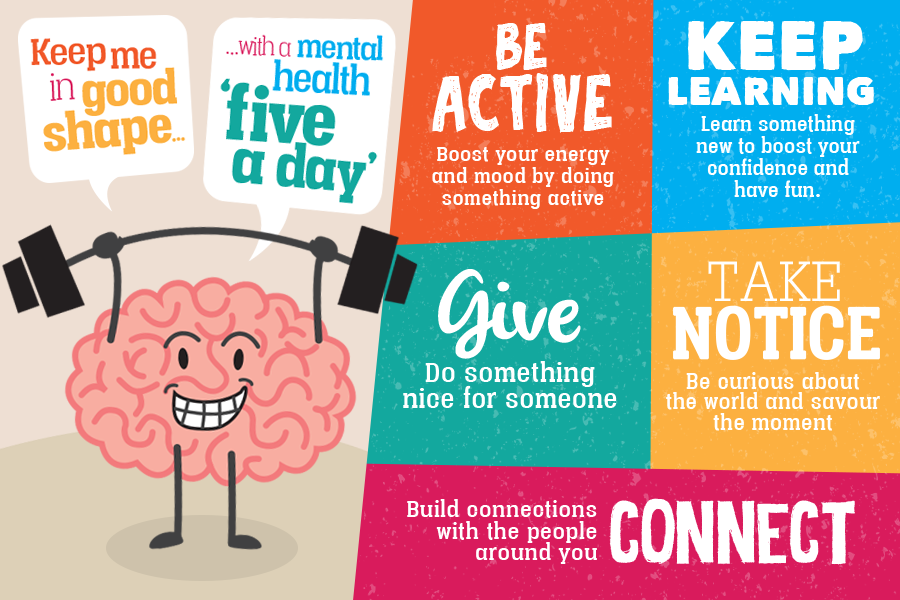 Keep me
in good
shape...
...with a mental
health
'five
a day'
BE
ACTIVE
Boost your energy
and mood by doing
something active
KEEP
LEARNING
Learn something
new to boost your
confidence and
have fun.
Give
Do something
nice for someone
TAKE
NOTICE
Be curious about
the world and savour
the moment
Build connections
with the people
around you
CONNECT